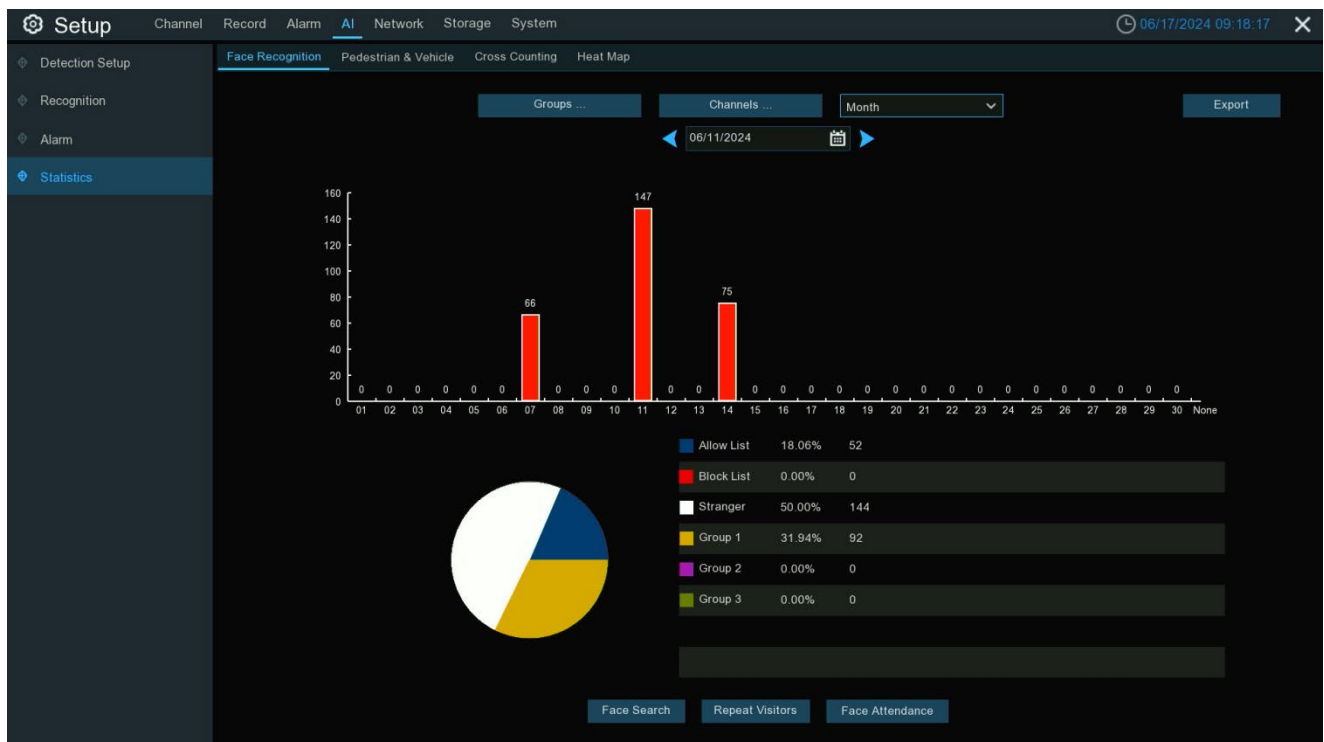 Setup Channel Record Alarm AI Network Storage System 06/17/2024 09:18:17
Detection Setup
Recognition
Alarm
Statistics
Face Recognition Pedestrian & Vehicle Cross Counting Heat Map
Groups ... Channels ... Month Export
06/11/2024
160
140
120
100
80
60
40
20
0
147
75
66
0 0 0 0 0 0 0 0 0 0 0 0 0 0 0 0 0 0 0 0 0 0 0 0 0 0 0
01 02 03 04 05 06 07 08 09 10 11 12 13 14 15 16 17 18 19 20 21 22 23 24 25 26 27 28 29 30 None
Allow List 18.06% 52
Block List 0.00% 0
Stranger 50.00% 144
Group 1 31.94% 92
Group 2 0.00% 0
Group 3 0.00% 0
Face Search Repeat Visitors Face Attendance